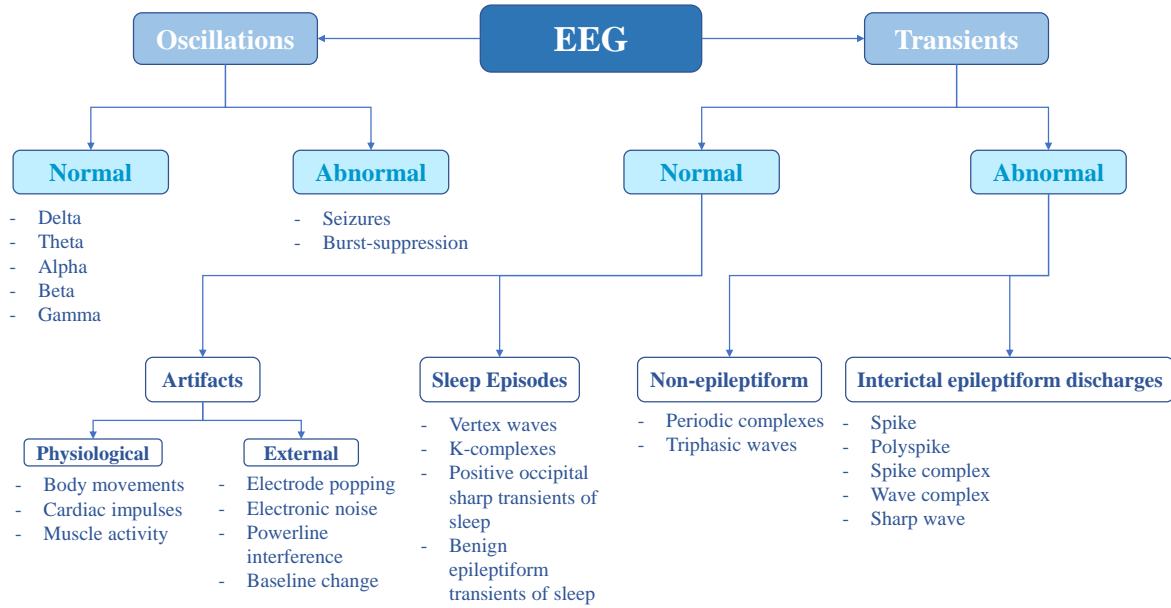 EEG
Oscillations
Transients
Normal
Abnormal
Normal
Abnormal
- Delta
- Theta
- Alpha
- Beta
- Gamma
- Seizures
- Burst-suppression
Artifacts
Sleep Episodes
Non-epileptiform
Interictal epileptiform discharges
Physiological
- Body movements
- Cardiac impulses
- Muscle activity
External
- Electrode popping
- Electronic noise
- Powerline
interference
- Baseline change
- Vertex waves
- K-complexes
- Positive occipital
sharp transients of
sleep
- Benign
epileptiform
transients of sleep
- Periodic complexes
- Triphasic waves
- Spike
- Polyspike
- Spike complex
- Wave complex
- Sharp wave